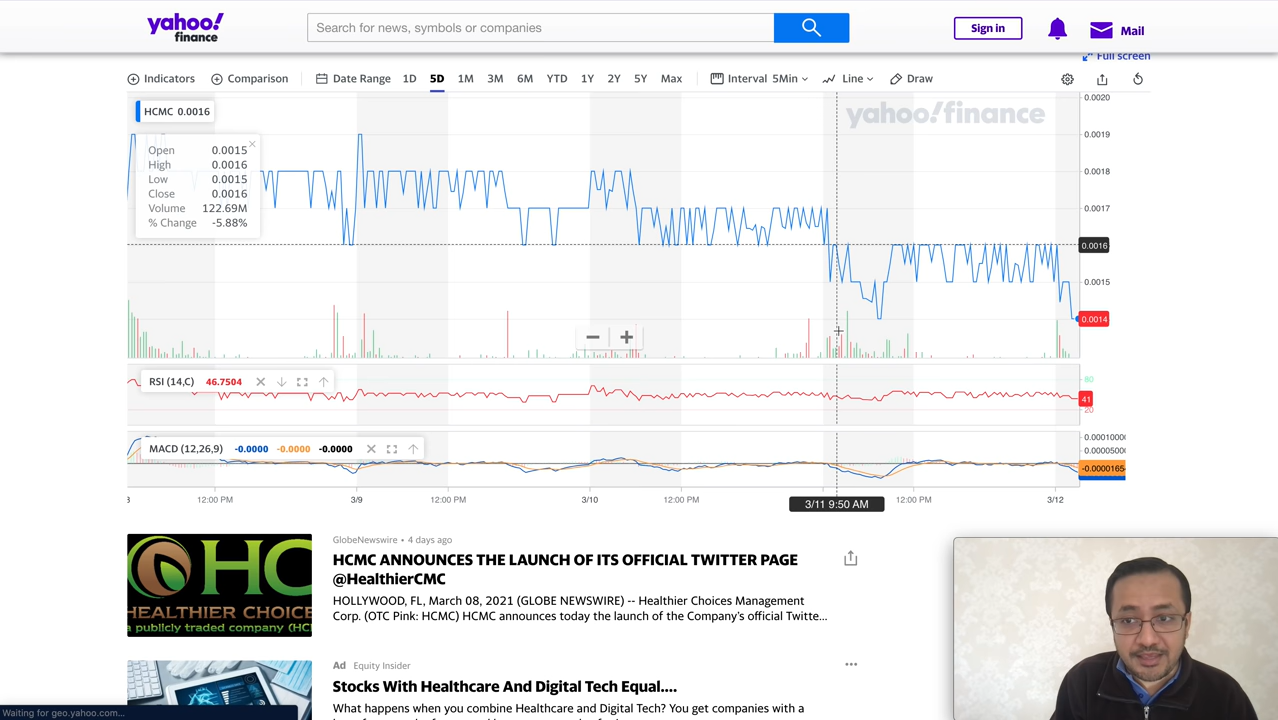 yahoo!
finance
Search for news, symbols or companies
Sign in
Mail
Full screen
Indicators
Comparison
Date Range
1D
5D
1M
3M
6M
YTD
1Y
2Y
5Y
Max
Interval 5Min
Line
Draw
HCMC 0.0016
yahoo!finance
Open 0.0015
High 0.0016
Low 0.0015
Close 0.0016
Volume 122.69M
% Change -5.88%
0.0020
0.0019
0.0018
0.0017
0.0016
0.0015
0.0014
RSI (14,C) 46.7504
80
41
20
MACD (12,26,9) -0.0000 -0.0000 -0.0000
0.0001000
0.0000500
-0.0000165
12:00 PM
3/9
12:00 PM
3/10
12:00 PM
3/11 9:50 AM
12:00 PM
3/12
HC
HEALTHIER CHOICE
a publicly traded company (HC
GlobeNewswire • 4 days ago
HCMC ANNOUNCES THE LAUNCH OF ITS OFFICIAL TWITTER PAGE
@HealthierCMC
HOLLYWOOD, FL, March 08, 2021 (GLOBE NEWSWIRE) -- Healthier Choices Management
Corp. (OTC Pink: HCMC) HCMC announces today the launch of the Company's official Twitte...
Ad Equity Insider
Stocks With Healthcare And Digital Tech Equal....
What happens when you combine Healthcare and Digital Tech? You get companies with a
Waiting for geo.yahoo.com...